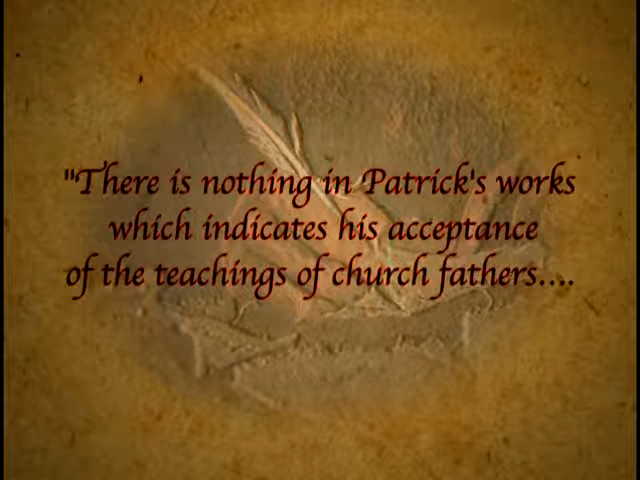 "There is nothing in Patrick's works
which indicates his acceptance
of the teachings of church fathers....